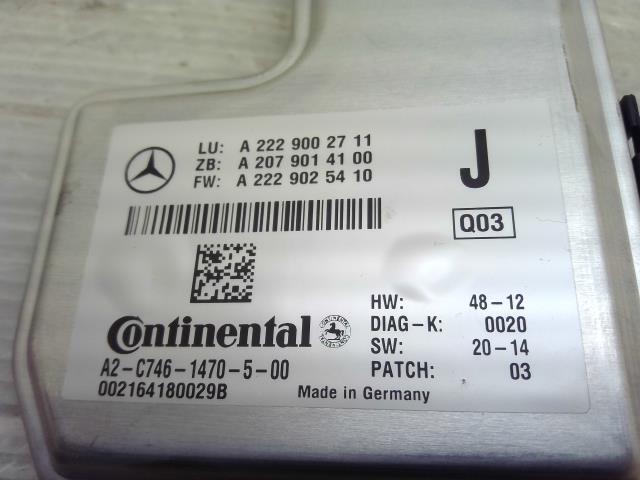 LU: A 222 900 27 11
ZB: A 207 901 41 00
FW: A 222 902 54 10
J
Q03
Continental
CONTINENTAL
A2-C746-1470-5-00
002164180029B
HW: 48-12
DIAG-K: 0020
SW: 20-14
PATCH: 03
Made in Germany